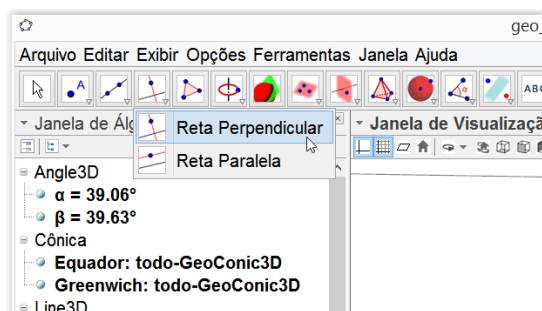 geo_
Arquivo Editar Exibir Opções Ferramentas Janela Ajuda
A
α
ABC
Janela de Álg
Janela de Visualizaçã
Reta Perpendicular
Reta Paralela
Angle3D
α = 39.06°
β = 39.63°
Cônica
Equador: todo-GeoConic3D
Greenwich: todo-GeoConic3D
Line3D